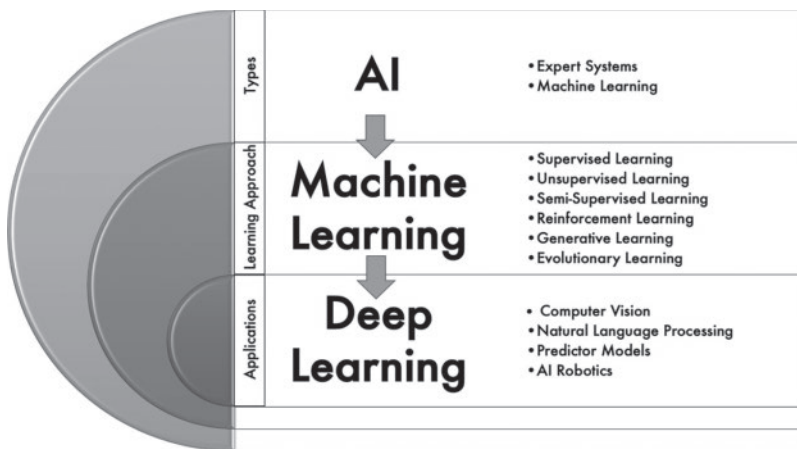 Types
AI
• Expert Systems
• Machine Learning
Learning Approach
Machine
Learning
• Supervised Learning
• Unsupervised Learning
• Semi-Supervised Learning
• Reinforcement Learning
• Generative Learning
• Evolutionary Learning
Applications
Deep
Learning
• Computer Vision
• Natural Language Processing
• Predictor Models
• AI Robotics